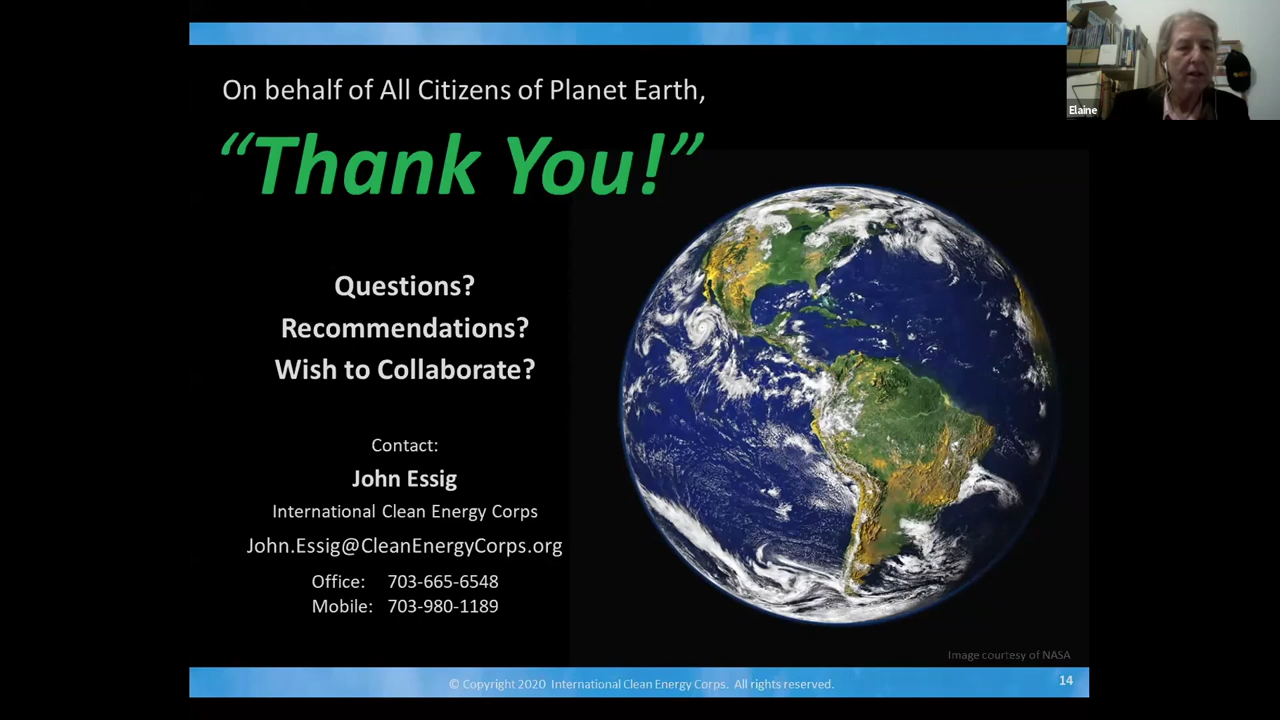 Elaine
On behalf of All Citizens of Planet Earth,
“Thank You!”
Questions?
Recommendations?
Wish to Collaborate?
Contact:
John Essig
International Clean Energy Corps
John.Essig@CleanEnergyCorps.org
Office: 703-665-6548
Mobile: 703-980-1189
Image courtesy of NASA
© Copyright 2020 International Clean Energy Corps. All rights reserved.
14